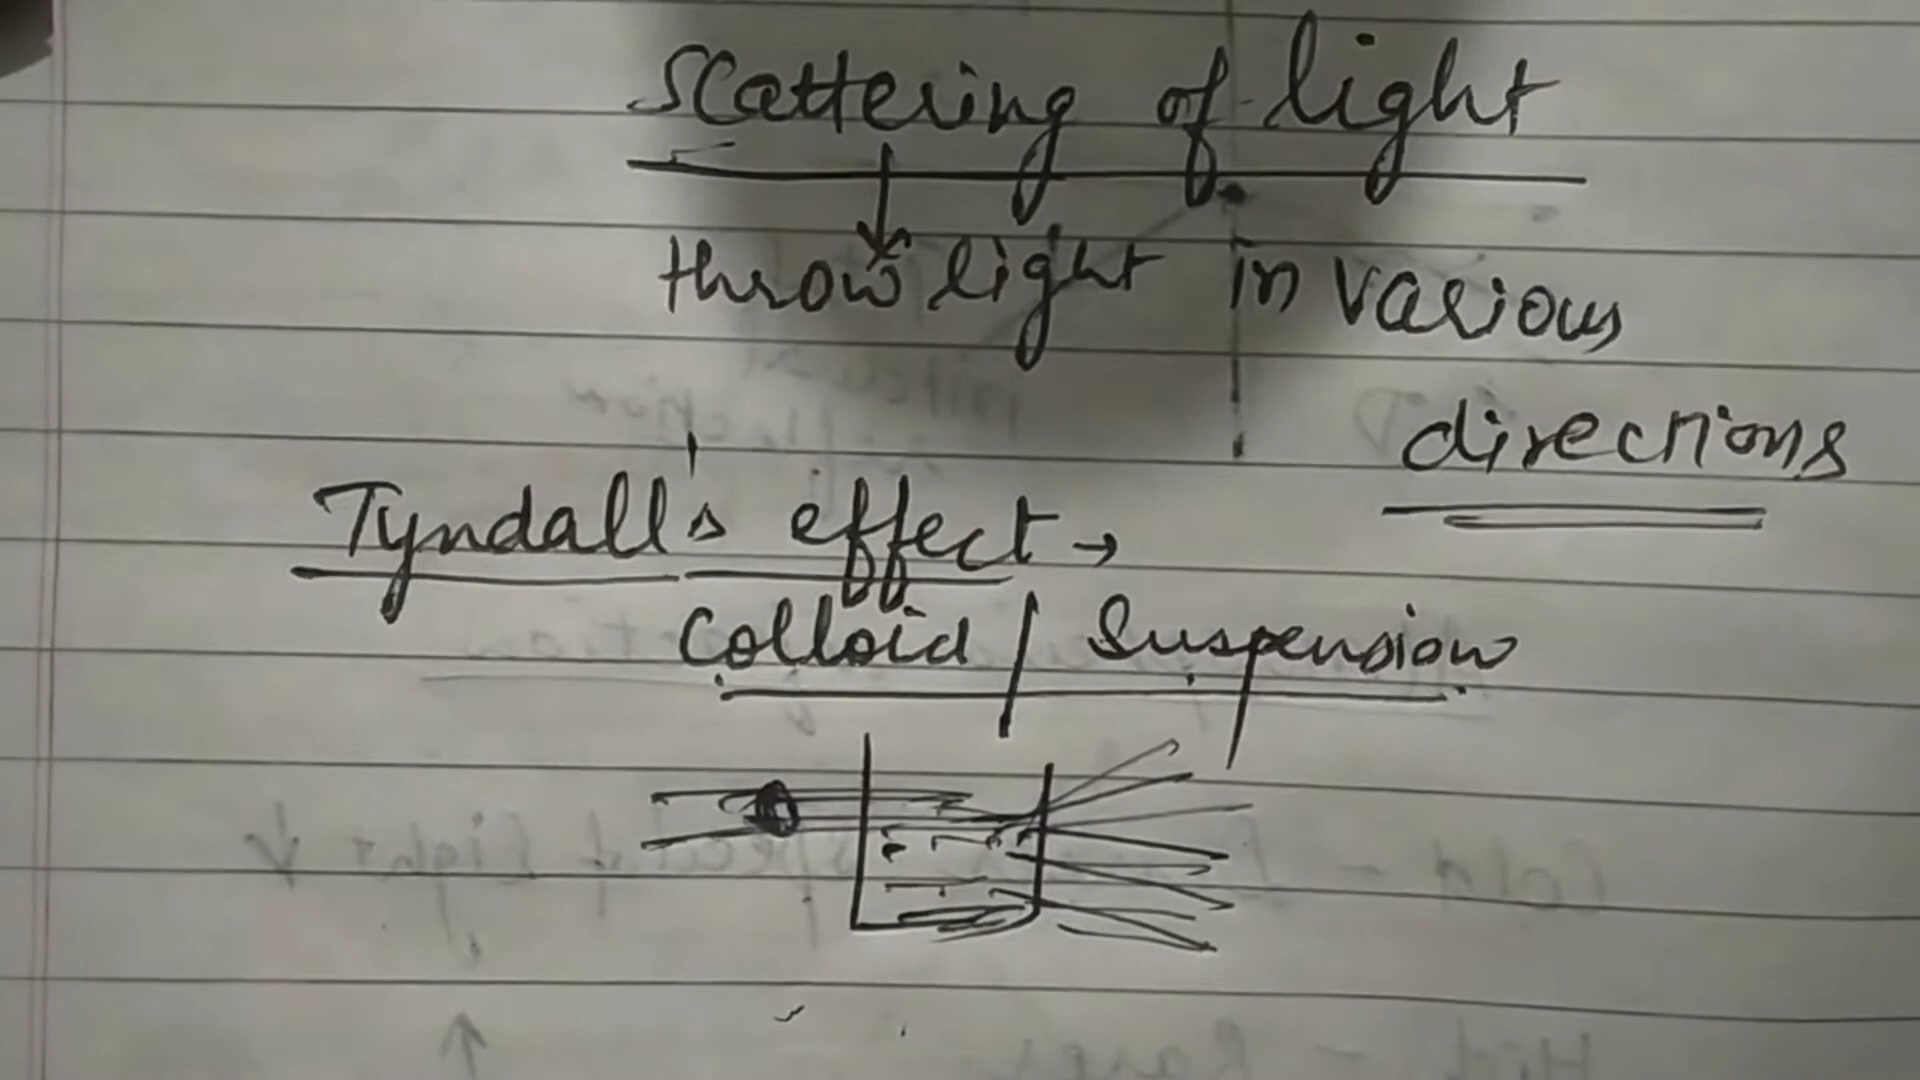 Scattering of light
throw light in various
directions
Tyndall's effect →
Colloid / Suspension